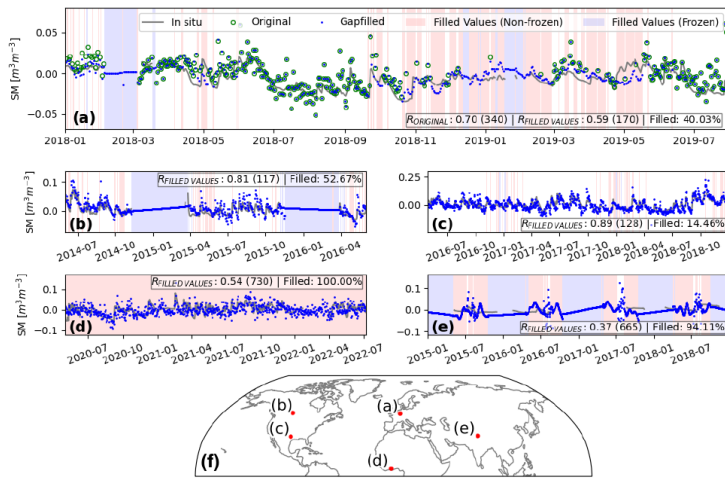 In situ Original Gapfilled Filled Values (Non-frozen) Filled Values (Frozen)
SM [m³m⁻³]
0.05
0.00
−0.05
(a)
R_ORIGINAL: 0.70 (340) | R_FILLED VALUES: 0.59 (170) | Filled: 40.03%
2018-01 2018-03 2018-05 2018-07 2018-09 2018-11 2019-01 2019-03 2019-05 2019-07
SM [m³m⁻³]
0.1
0.0
R_FILLED VALUES: 0.81 (117) | Filled: 52.67%
(b)
2014-07 2014-10 2015-01 2015-04 2015-07 2015-10 2016-01 2016-04
0.25
0.00
(c)
R_FILLED VALUES: 0.89 (128) | Filled: 14.46%
2016-07 2016-10 2017-01 2017-04 2017-07 2017-10 2018-01 2018-04 2018-07 2018-10
SM [m³m⁻³]
0.1
0.0
−0.1
R_FILLED VALUES: 0.54 (730) | Filled: 100.00%
(d)
2020-07 2020-10 2021-01 2021-04 2021-07 2021-10 2022-01 2022-04 2022-07
0.1
0.0
−0.1
(e)
R_FILLED VALUES: 0.37 (665) | Filled: 94.11%
2015-01 2015-07 2016-01 2016-07 2017-01 2017-07 2018-01 2018-07
(b)
(a)
(c)
(e)
(d)
(f)